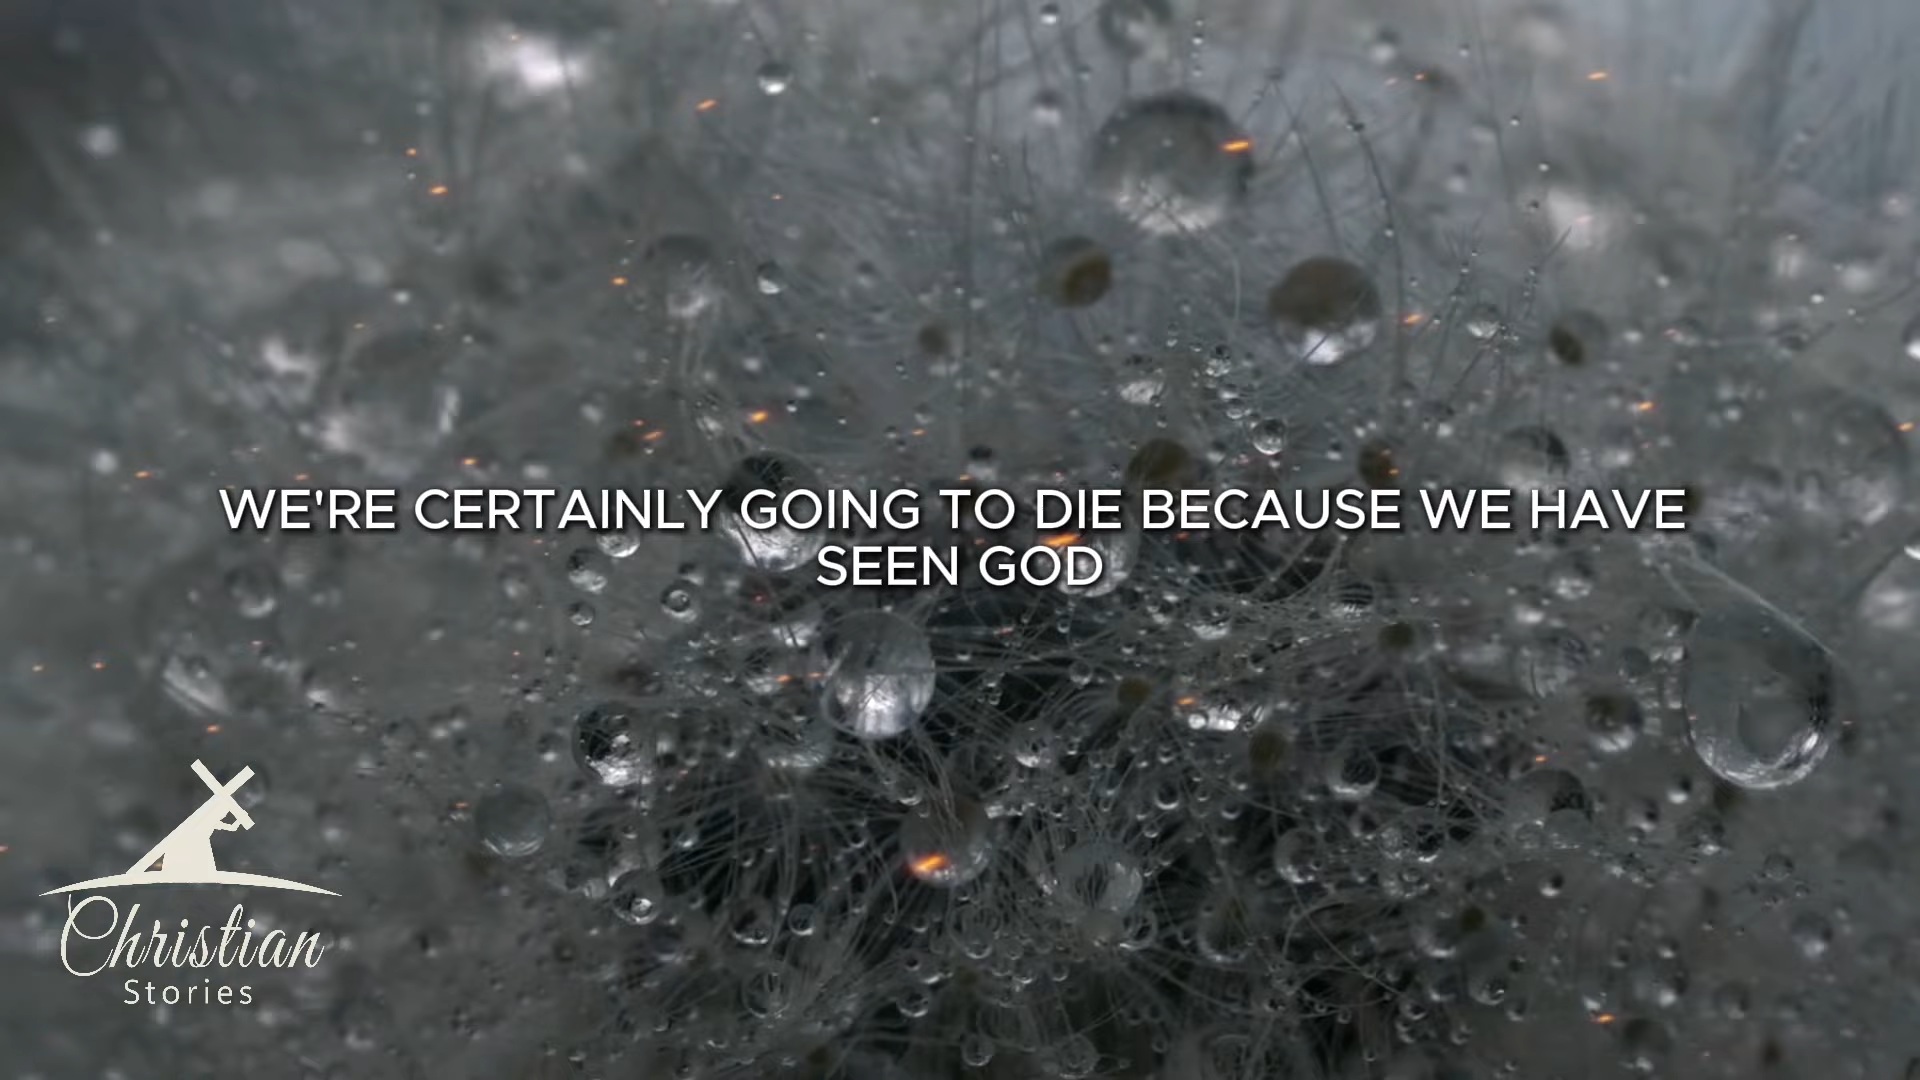 WE'RE CERTAINLY GOING TO DIE BECAUSE WE HAVE
SEEN GOD
Christian
Stories